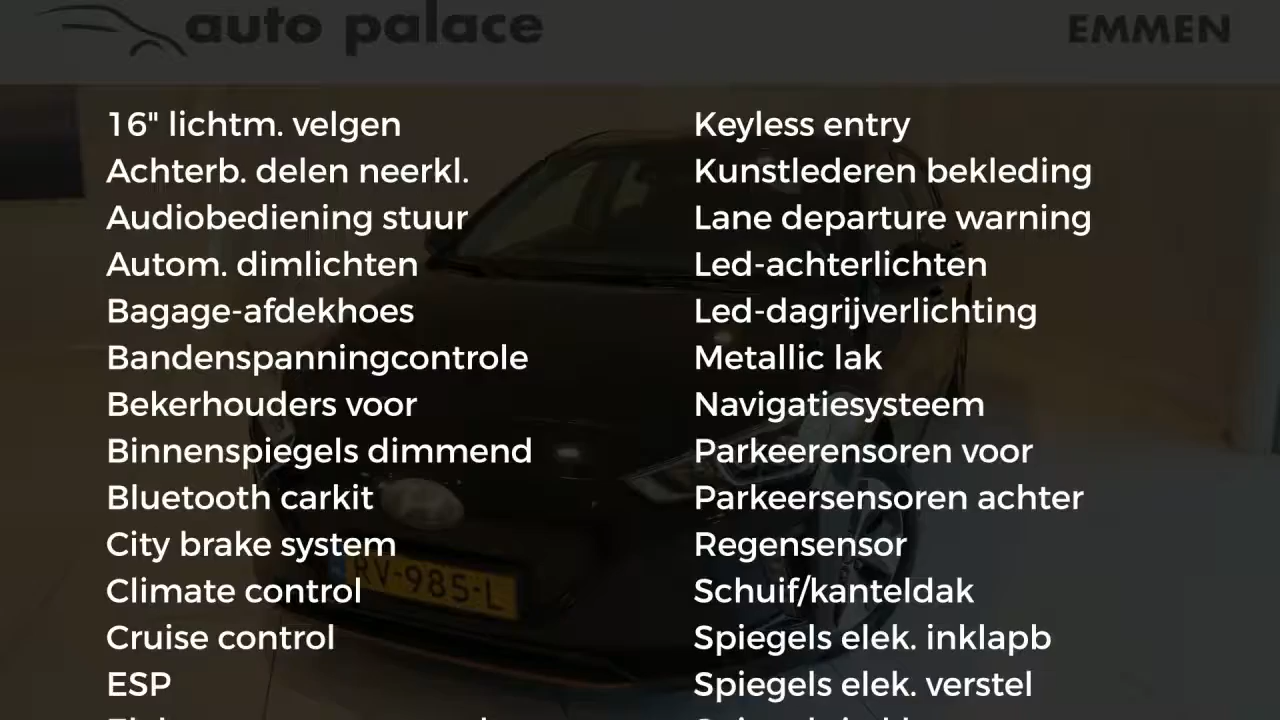 auto palace
EMMEN
16" lichtm. velgen
Achterb. delen neerkl.
Audiobediening stuur
Autom. dimlichten
Bagage-afdekhoes
Bandenspanningcontrole
Bekerhouders voor
Binnenspiegels dimmend
Bluetooth carkit
City brake system
Climate control
Cruise control
ESP
Keyless entry
Kunstlederen bekleding
Lane departure warning
Led-achterlichten
Led-dagrijverlichting
Metallic lak
Navigatiesysteem
Parkeerensoren voor
Parkeersensoren achter
Regensensor
Schuif/kanteldak
Spiegels elek. inklapb
Spiegels elek. verstel
RV-985-L